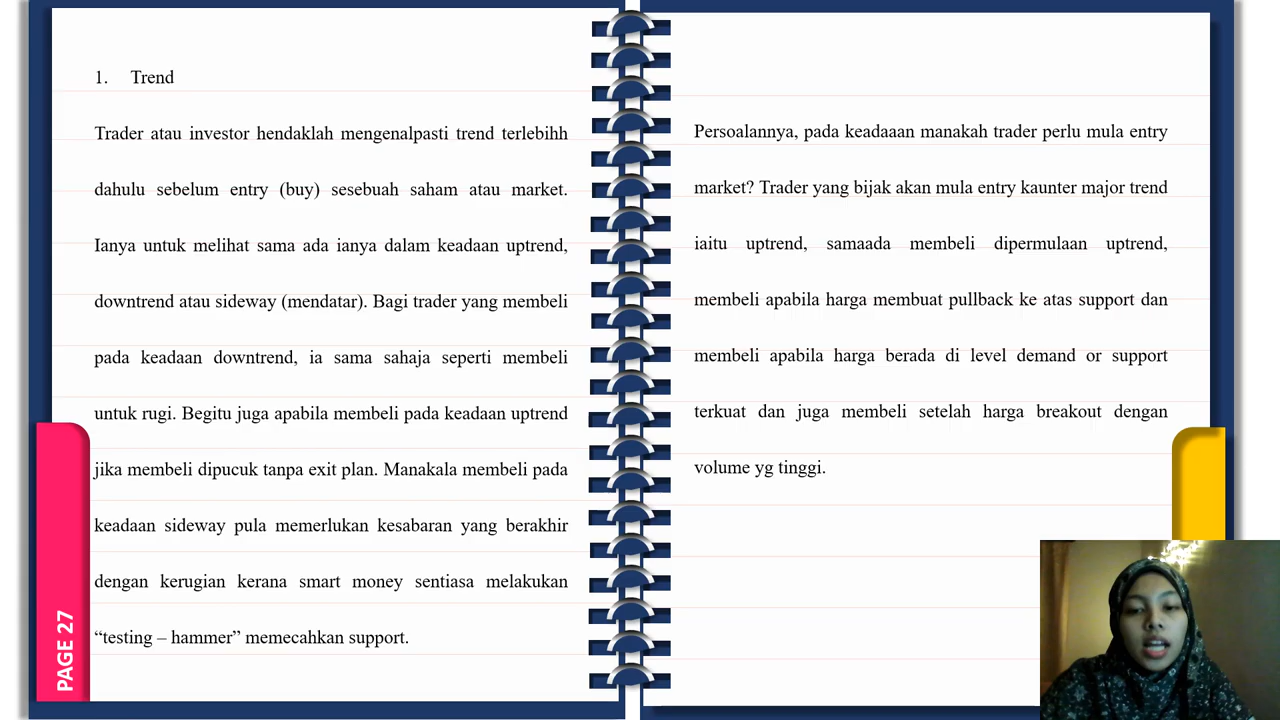 1. Trend
Trader atau investor hendaklah mengenalpasti trend terlebihh
dahulu sebelum entry (buy) sesebuah saham atau market.
Ianya untuk melihat sama ada ianya dalam keadaan uptrend,
downtrend atau sideway (mendatar). Bagi trader yang membeli
pada keadaan downtrend, ia sama sahaja seperti membeli
untuk rugi. Begitu juga apabila membeli pada keadaan uptrend
jika membeli dipucuk tanpa exit plan. Manakala membeli pada
keadaan sideway pula memerlukan kesabaran yang berakhir
dengan kerugian kerana smart money sentiasa melakukan
“testing – hammer” memecahkan support.
PAGE 27
Persoalannya, pada keadaaan manakah trader perlu mula entry
market? Trader yang bijak akan mula entry kaunter major trend
iaitu uptrend, samaada membeli dipermulaan uptrend,
membeli apabila harga membuat pullback ke atas support dan
membeli apabila harga berada di level demand or support
terkuat dan juga membeli setelah harga breakout dengan
volume yg tinggi.